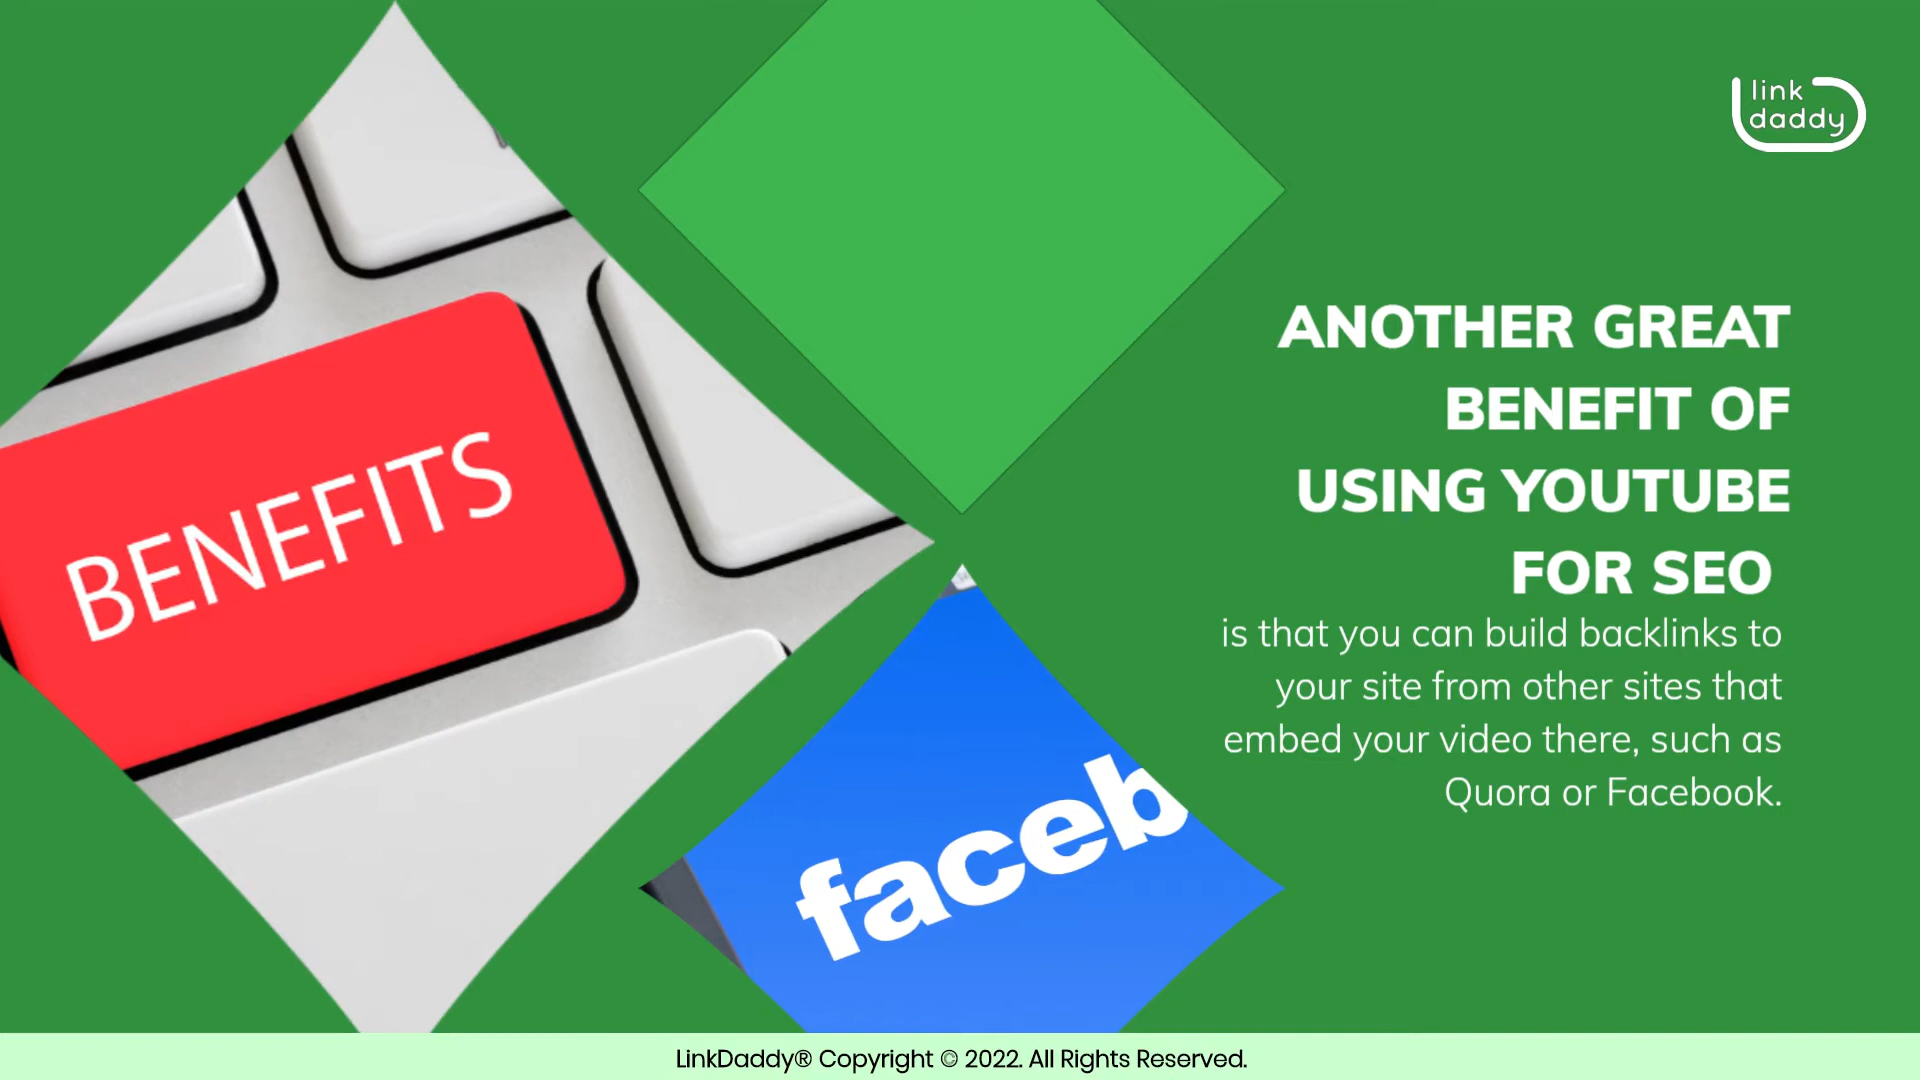 link
daddy
BENEFITS
ANOTHER GREAT
BENEFIT OF
USING YOUTUBE
FOR SEO
is that you can build backlinks to
your site from other sites that
embed your video there, such as
Quora or Facebook.
faceb
LinkDaddy® Copyright © 2022. All Rights Reserved.